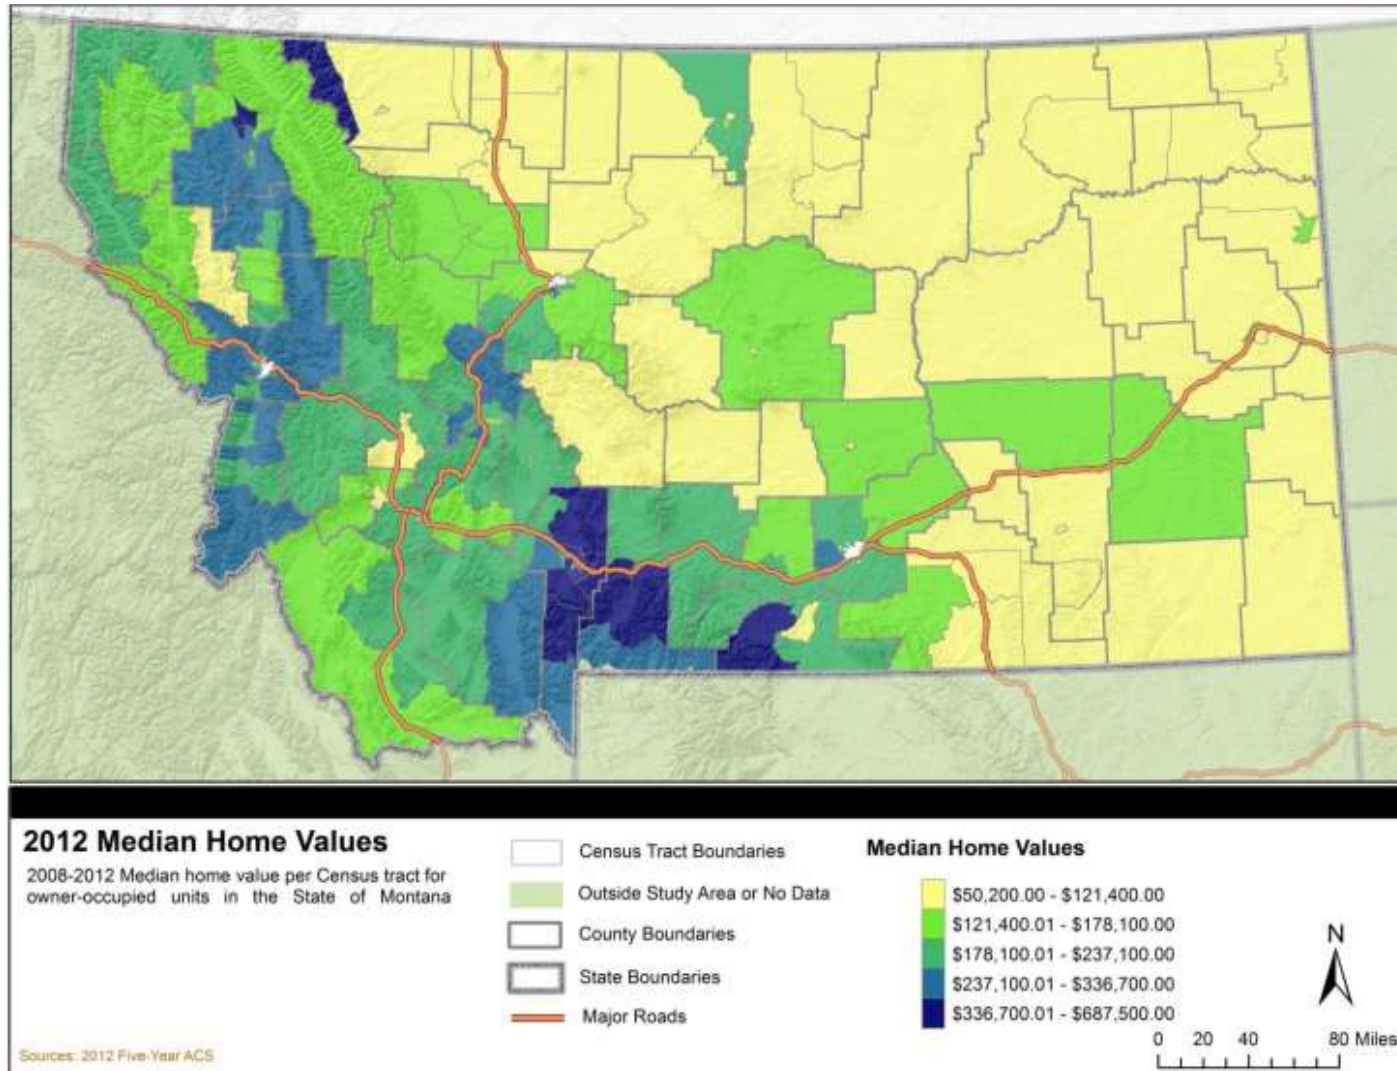 2012 Median Home Values
2008-2012 Median home value per Census tract for
owner-occupied units in the State of Montana
Sources: 2012 Five-Year ACS
Census Tract Boundaries
Outside Study Area or No Data
County Boundaries
State Boundaries
Major Roads
Median Home Values
$50,200.00 - $121,400.00
$121,400.01 - $178,100.00
$178,100.01 - $237,100.00
$237,100.01 - $336,700.00
$336,700.01 - $687,500.00
N
0 20 40 80 Miles